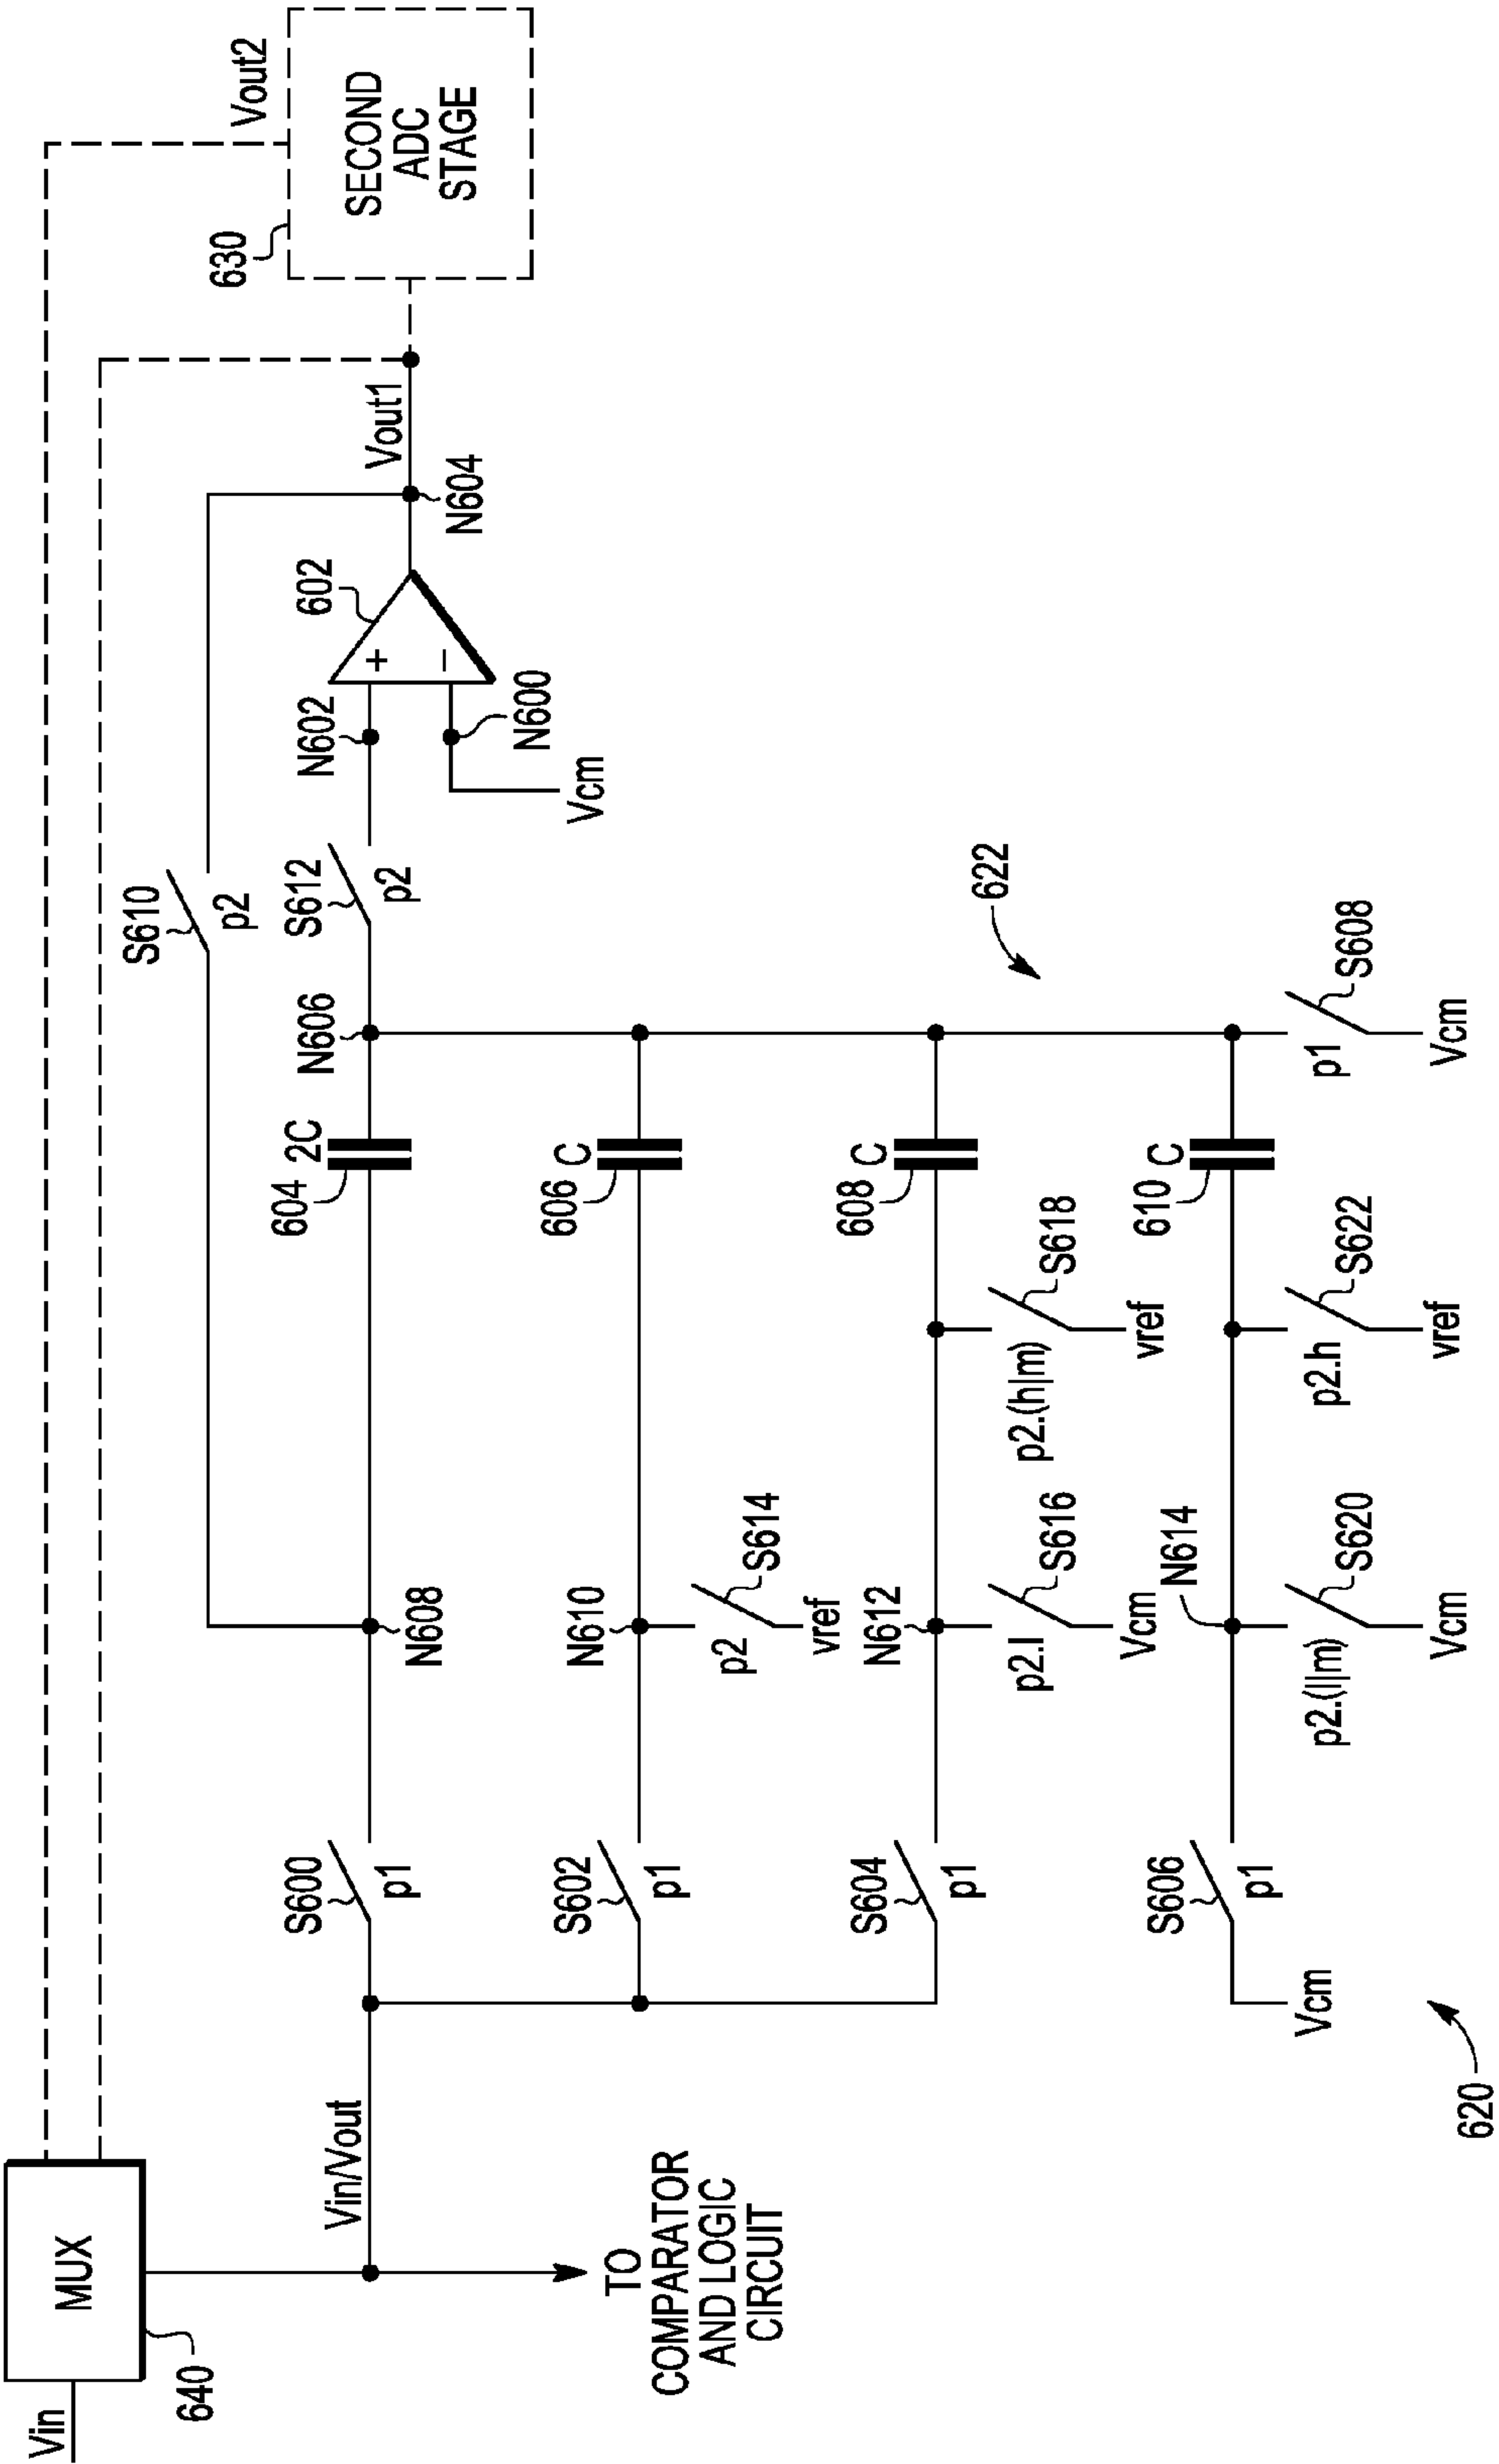 Vin
MUX
640
Vin/Vout
TO
COMPARATOR
AND LOGIC
CIRCUIT
S600
p1
S602
p1
S604
p1
S606
p1
Vcm
620
N608
N610
S614
p2
vref
N612
S616
p2.l
Vcm
N614
S620
p2.(l|m)
Vcm
S618
p2.(h|m)
vref
S622
p2.h
vref
604
2C
606
C
608
C
610
C
N606
S610
p2
S612
p2
622
S608
p1
Vcm
N602
N600
Vcm
602
+
−
N604
Vout1
630
Vout2
SECOND
ADC
STAGE